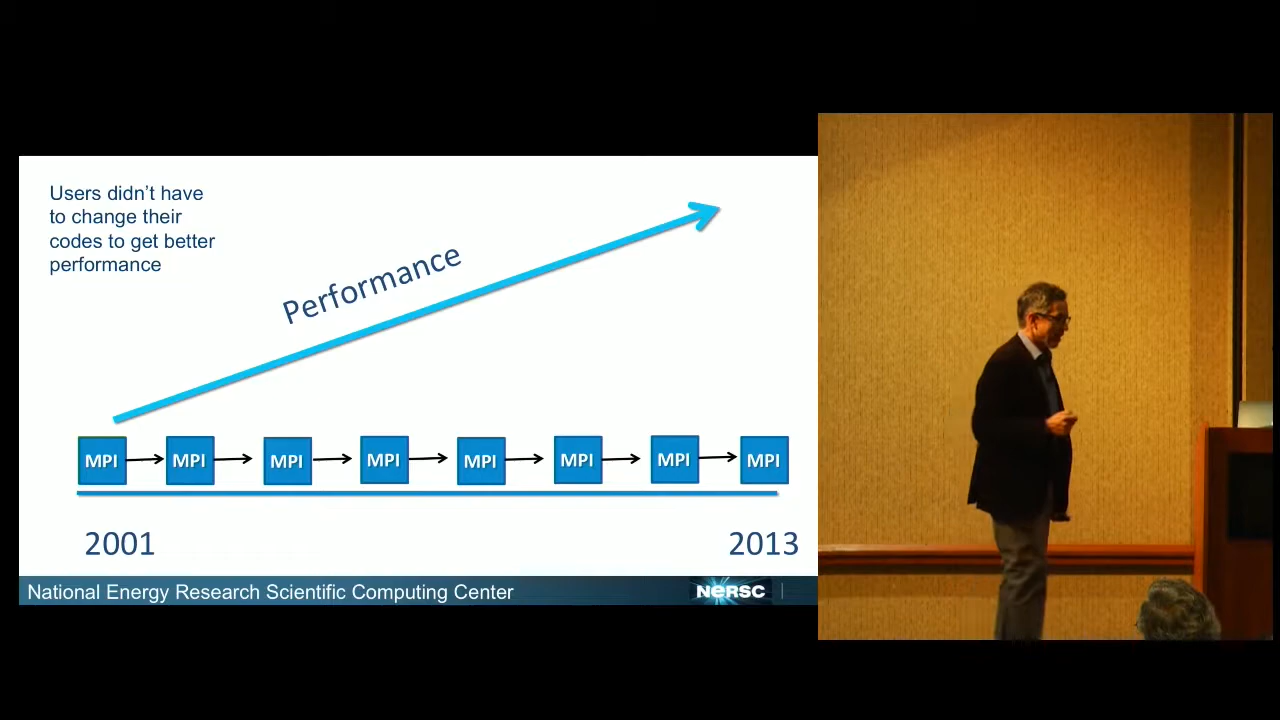 Users didn't have
to change their
codes to get better
performance
Performance
MPI MPI MPI MPI MPI MPI MPI MPI
2001 2013
National Energy Research Scientific Computing Center
NERSC